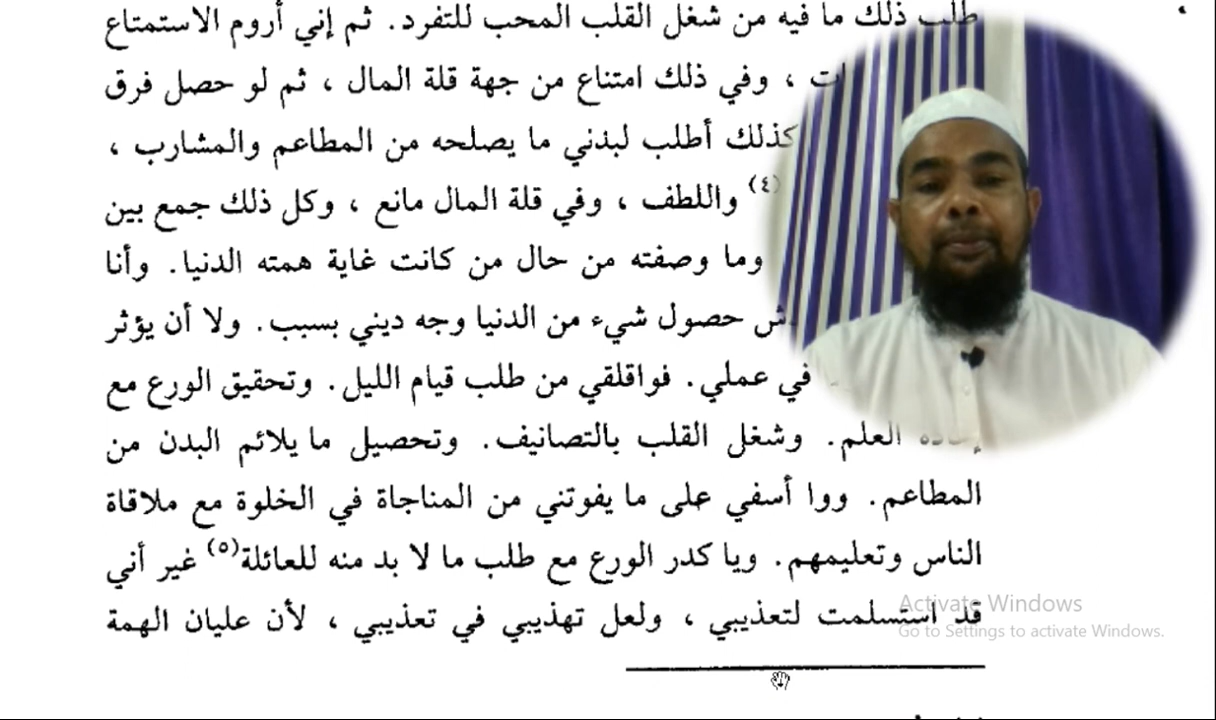 طلب ذلك ما فيه من شغل القلب المحب للتفرد. ثم إني أروم الاستمتاع
ات ، وفي ذلك امتناع من جهة قلة المال ، ثم لو حصل فرق
كذلك أطلب لبدني ما يصلحه من المطاعم والمشارب ،
(٤) واللطف ، وفي قلة المال مانع ، وكل ذلك جمع بين
وما وصفته من حال من كانت غاية همته الدنيا. وأنا
حصول شيء من الدنيا وجه ديني بسبب. ولا أن يؤثر
في عملي. فواقلقي من طلب قيام الليل. وتحقيق الورع مع
العلم. وشغل القلب بالتصانيف. وتحصيل ما يلائم البدن من
المطاعم. ووا أسفي على ما يفوتني من المناجاة في الخلوة مع ملاقاة
الناس وتعليمهم. ويا كدر الورع مع طلب ما لا بد منه للعائلة(٥) غير أني
قد استسلمت لتعذيبي ، ولعل تهذيبي في تعذيبي ، لأن عليان الهمة
Activate Windows
Go to Settings to activate Windows.